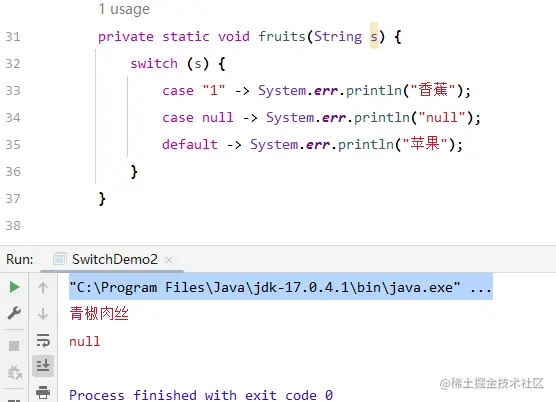 1 usage
31 private static void fruits(String s) {
32 switch (s) {
33 case "1" -> System.err.println("香蕉");
34 case null -> System.err.println("null");
35 default -> System.err.println("苹果");
36 }
37 }
38
Run: SwitchDemo2 ×
"C:\Program Files\Java\jdk-17.0.4.1\bin\java.exe" ...
青椒肉丝
null
Process finished with exit code 0
@稀土掘金技术社区